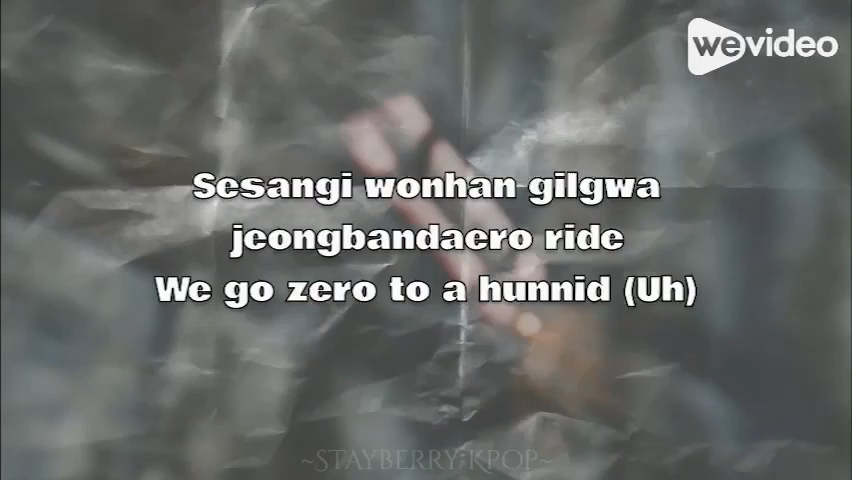 wevideo
Sesangi wonhan gilgwa
jeongbandaero ride
We go zero to a hunnid (Uh)
~STAYBERRY KPOP~